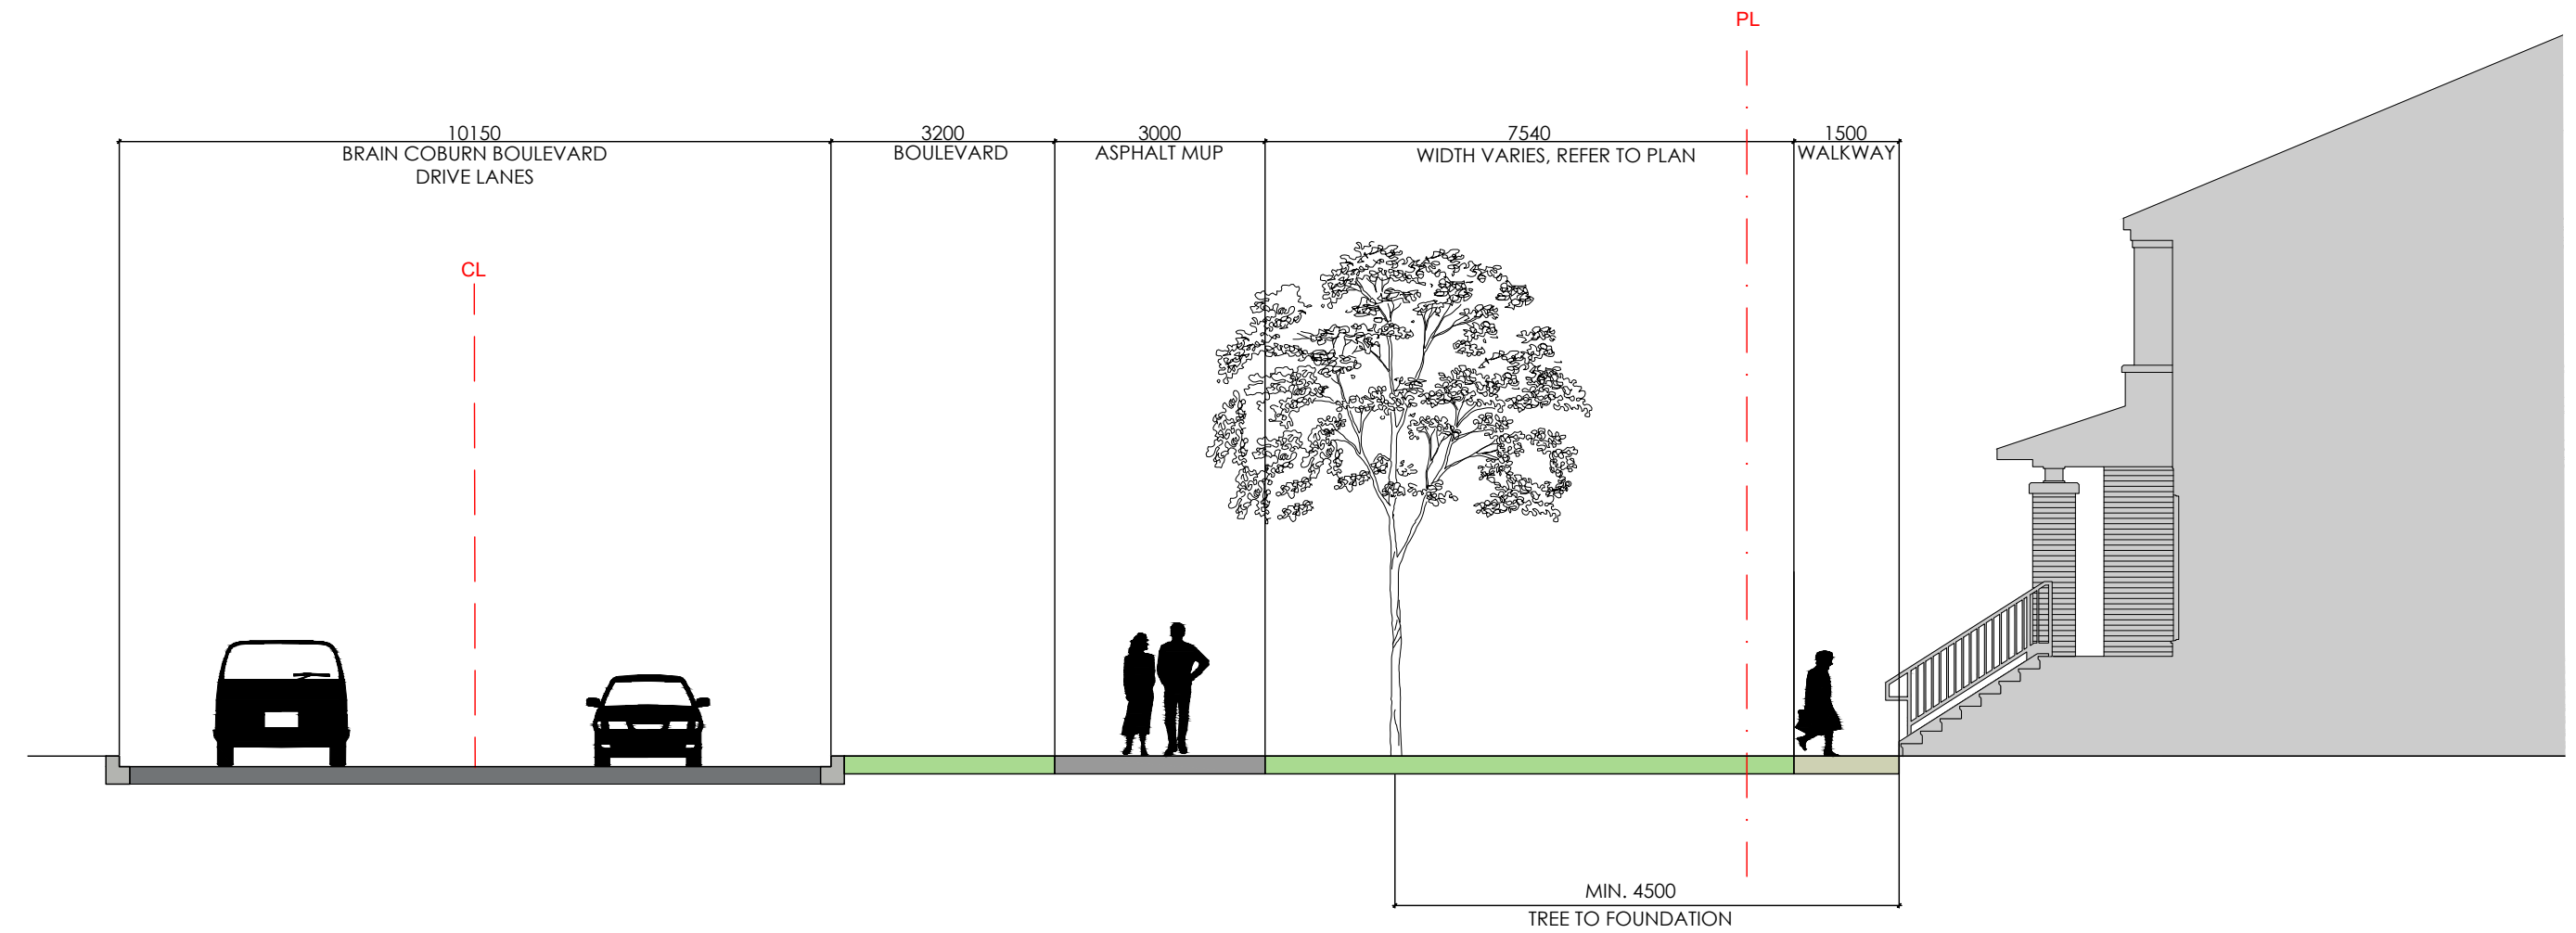 PL
10150
BRAIN COBURN BOULEVARD
DRIVE LANES
3200
BOULEVARD
3000
ASPHALT MUP
7540
WIDTH VARIES, REFER TO PLAN
1500
WALKWAY
CL
MIN. 4500
TREE TO FOUNDATION